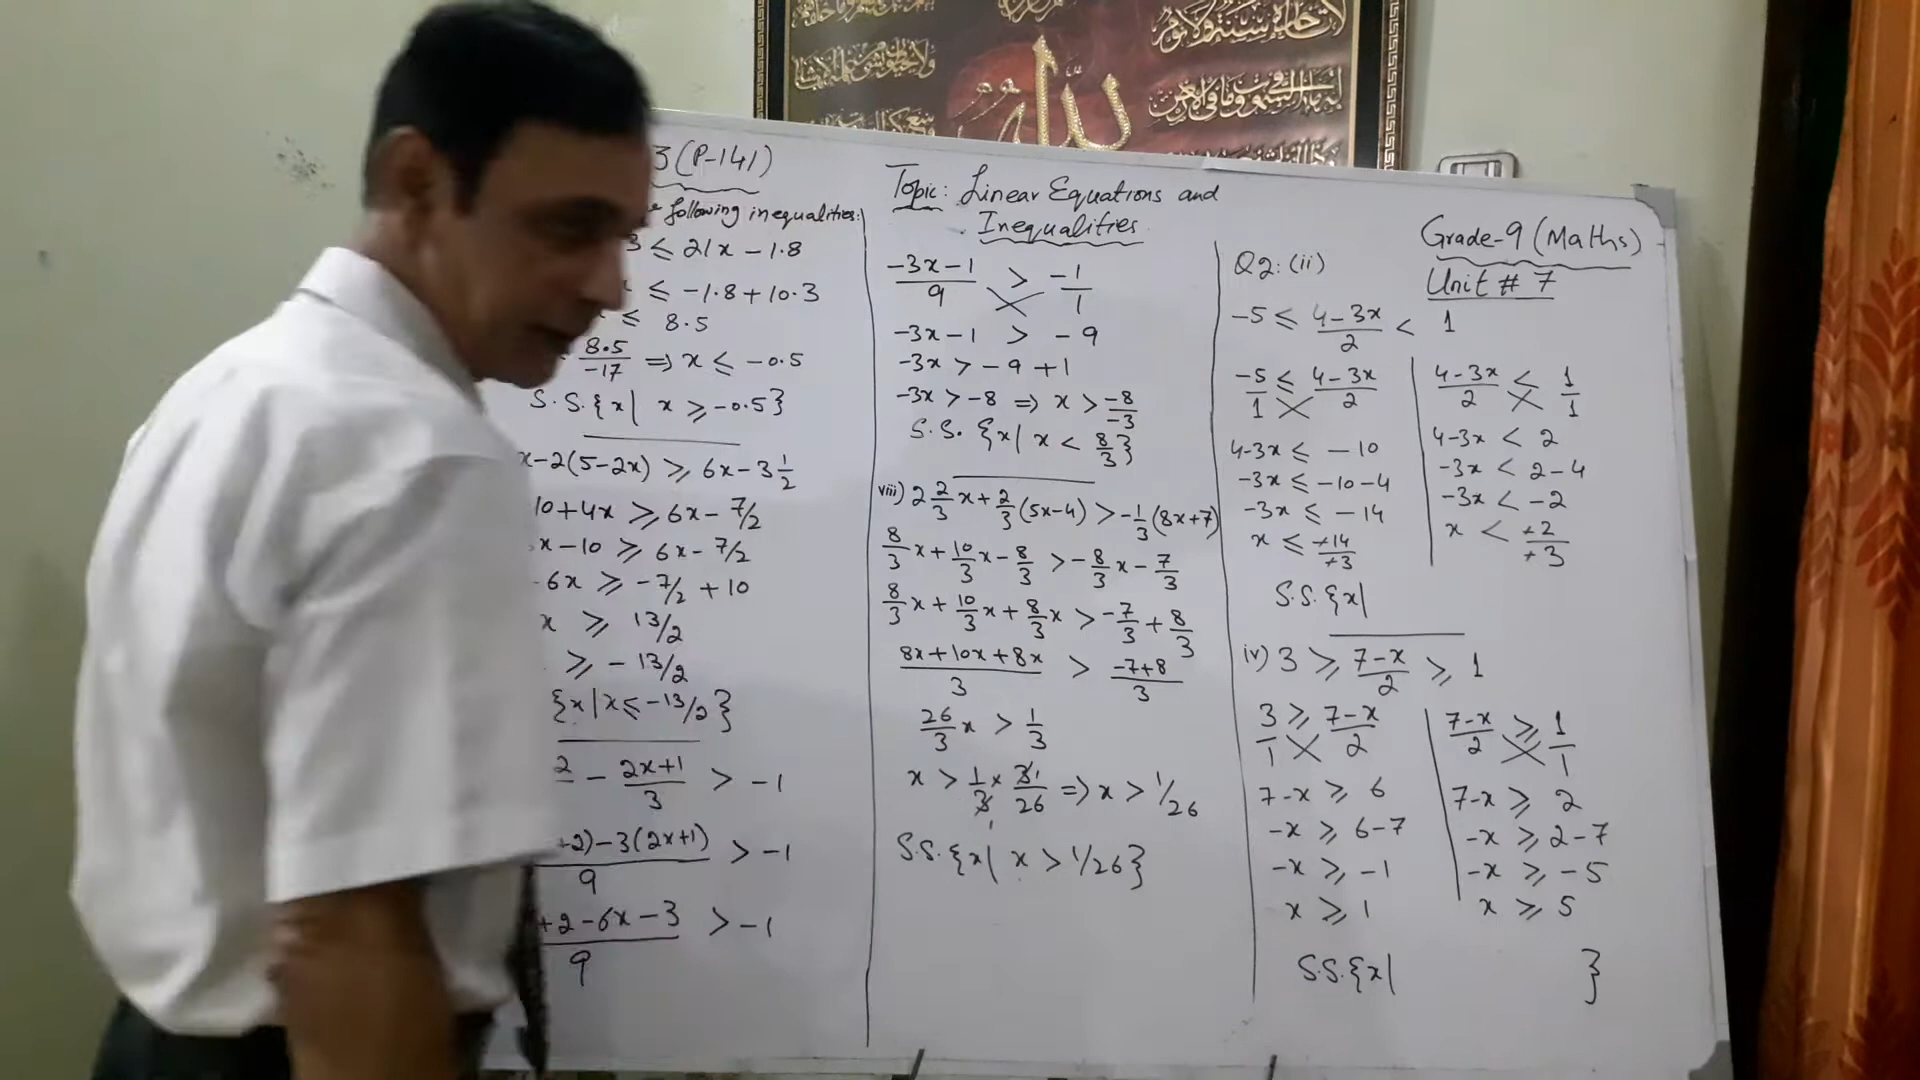 3 (P-141)
following inequalities:
3 ⩽ 21x - 1.8
⩽ -1.8 + 10.3
⩽ 8.5
8.5/-17 ⇒ x ⩽ -0.5
S.S.{x| x ⩾ -0.5}
x-2(5-2x) ⩾ 6x - 3 1/2
10+4x ⩾ 6x - 7/2
x-10 ⩾ 6x - 7/2
-6x ⩾ -7/2 + 10
x ⩾ 13/2
⩾ -13/2
{x|x ⩽ -13/2}
2 - 2x+1/3 > -1
-2)-3(2x+1)/9 > -1
+2-6x-3/9 > -1
Topic: Linear Equations and
Inequalities.
-3x-1/9 > -1/1
-3x-1 > -9
-3x > -9+1
-3x > -8 ⇒ x > -8/-3
S.S. {x| x < 8/3}
viii) 2 2/3 x + 2/3 (5x-4) > -1/3 (8x+7)
8/3 x + 10/3 x - 8/3 > -8/3 x - 7/3
8/3 x + 10/3 x + 8/3 x > -7/3 + 8/3
8x+10x+8x/3 > -7+8/3
26/3 x > 1/3
x > 1/3 × 3/26 ⇒ x > 1/26
S.S.{x| x > 1/26}
Grade-9 (Maths)
Unit # 7
Q2: (ii)
-5 ⩽ 4-3x/2 < 1
-5/1 ⩽ 4-3x/2
4-3x ⩽ -10
-3x ⩽ -10-4
-3x ⩽ -14
x ⩽ +14/+3
4-3x/2 < 1/1
4-3x < 2
-3x < 2-4
-3x < -2
x < +2/+3
S.S.{x|
iv) 3 ⩾ 7-x/2 ⩾ 1
3/1 ⩾ 7-x/2
7-x ⩾ 6
-x ⩾ 6-7
-x ⩾ -1
x ⩾ 1
7-x/2 ⩾ 1/1
7-x ⩾ 2
-x ⩾ 2-7
-x ⩾ -5
x ⩾ 5
S.S.{x| }